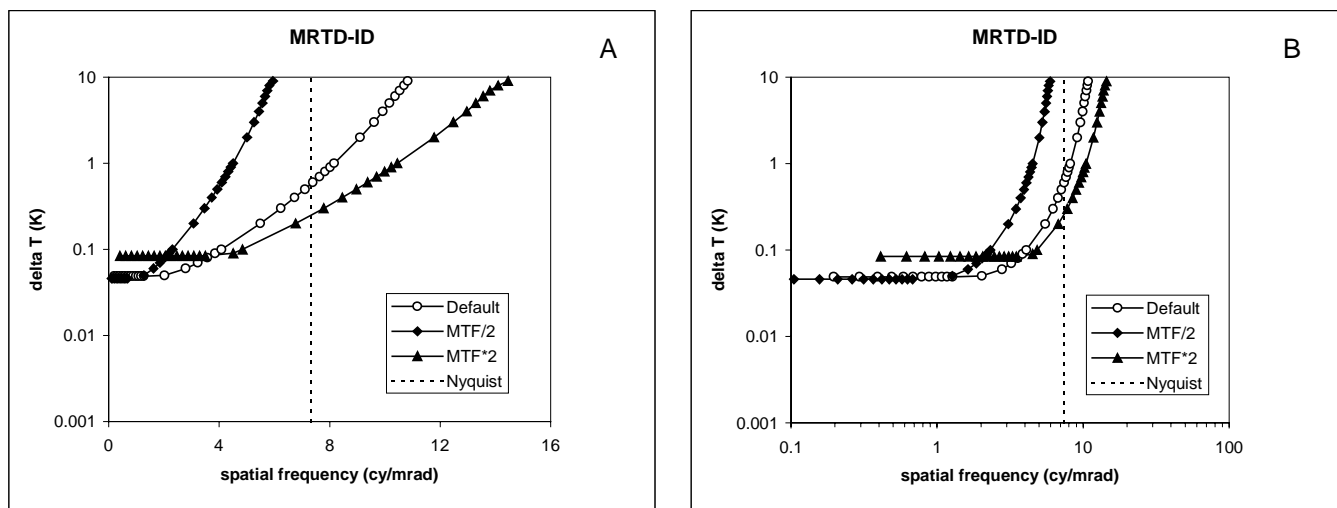 MRTD-ID
A
10
1
0.1
0.01
0.001
delta T (K)
Default
MTF/2
MTF*2
Nyquist
0 4 8 12 16
spatial frequency (cy/mrad)
MRTD-ID
B
10
1
0.1
0.01
0.001
delta T (K)
Default
MTF/2
MTF*2
Nyquist
0.1 1 10 100
spatial frequency (cy/mrad)